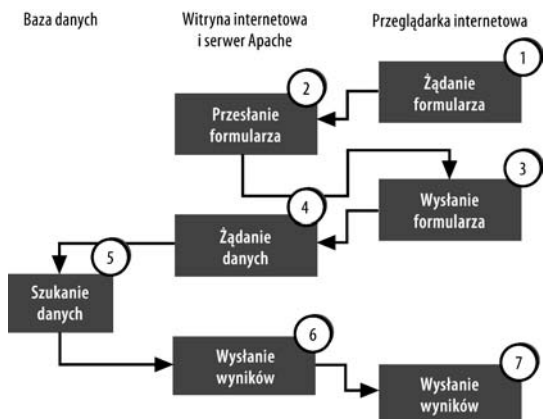 Baza danych
Witryna internetowa
i serwer Apache
Przeglądarka internetowa
1
Żądanie
formularza
2
Przesłanie
formularza
3
Wysłanie
formularza
4
Żądanie
danych
5
Szukanie
danych
6
Wysłanie
wyników
7
Wysłanie
wyników